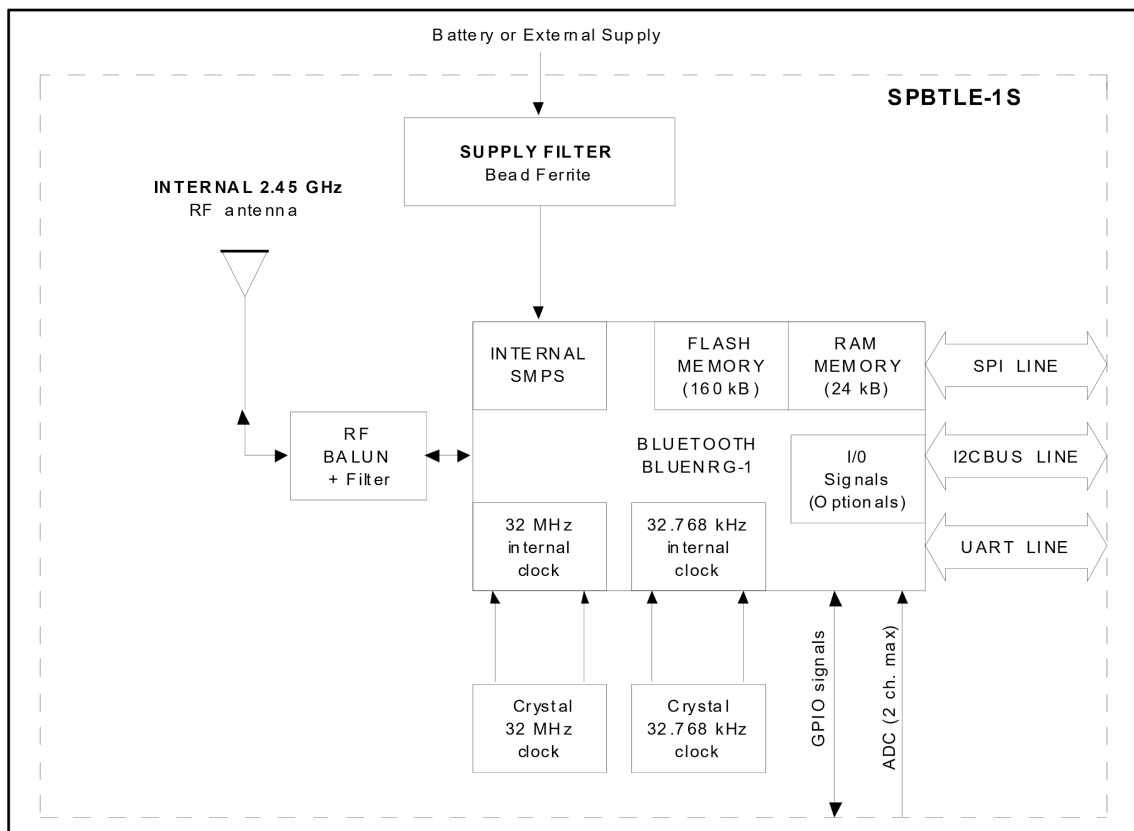 Battery or External Supply
SPBTLE-1S
SUPPLY FILTER
Bead Ferrite
INTERNAL 2.45 GHz
RF antenna
INTERNAL
SMPS
FLASH
MEMORY
(160 kB)
RAM
MEMORY
(24 kB)
SPI LINE
RF
BALUN
+ Filter
BLUETOOTH
BLUENRG-1
I/0
Signals
(Optionals)
I2CBUS LINE
32 MHz
internal
clock
32.768 kHz
internal
clock
UART LINE
Crystal
32 MHz
clock
Crystal
32.768 kHz
clock
GPIO signals
ADC (2 ch. max)